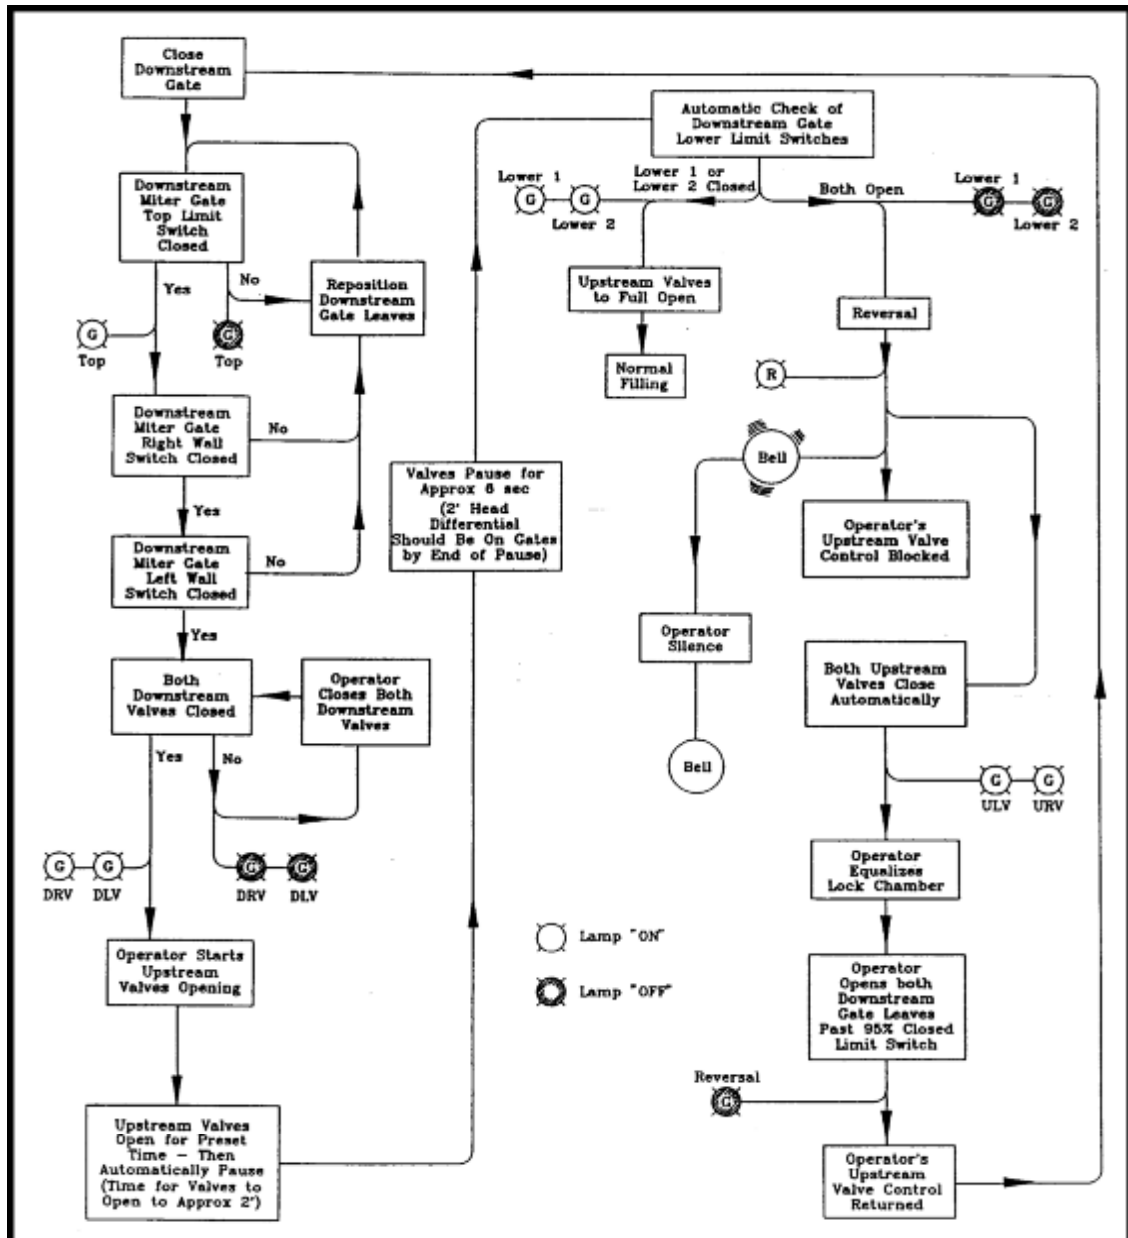 Close
Downstream
Gate
Downstream
Miter Gate
Top Limit
Switch
Closed
Yes
No
G
Top
G
Top
Reposition
Downstream
Gate Leaves
Downstream
Miter Gate
Right Wall
Switch Closed
No
Yes
Downstream
Miter Gate
Left Wall
Switch Closed
No
Yes
Both
Downstream
Valves Closed
Operator
Closes Both
Downstream
Valves
Yes
No
G
G
DRV
DLV
G
G
DRV
DLV
Operator Starts
Upstream
Valves Opening
Upstream Valves
Open for Preset
Time - Then
Automatically Pause
(Time for Valves to
Open to Approx 2')
Valves Pause for
Approx 6 sec
(2' Head
Differential
Should Be On Gates
by End of Pause)
Automatic Check of
Downstream Gate
Lower Limit Switches
Lower 1
G
G
Lower 2
Lower 1 or
Lower 2 Closed
Both Open
Lower 1
G
G
Lower 2
Upstream Valves
to Full Open
Normal
Filling
Reversal
R
Bell
Operator's
Upstream Valve
Control Blocked
Operator
Silence
Bell
Both Upstream
Valves Close
Automatically
G
G
ULV
URV
Operator
Equalizes
Lock Chamber
Operator
Opens both
Downstream
Gate Leaves
Past 95% Closed
Limit Switch
Reversal
G
Operator's
Upstream
Valve Control
Returned
Lamp "ON"
Lamp "OFF"